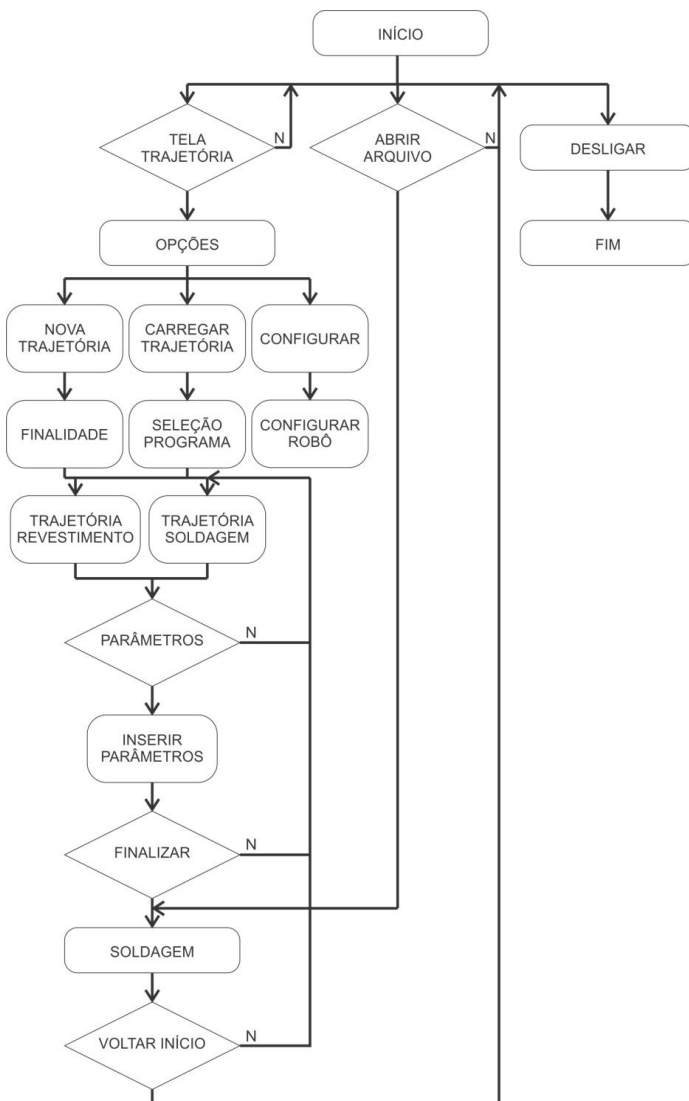 INÍCIO
TELA
TRAJETÓRIA
N
ABRIR
ARQUIVO
N
DESLIGAR
OPÇÕES
FIM
NOVA
TRAJETÓRIA
CARREGAR
TRAJETÓRIA
CONFIGURAR
FINALIDADE
SELEÇÃO
PROGRAMA
CONFIGURAR
ROBÔ
TRAJETÓRIA
REVESTIMENTO
TRAJETÓRIA
SOLDAGEM
PARÂMETROS
N
INSERIR
PARÂMETROS
FINALIZAR
N
SOLDAGEM
VOLTAR INÍCIO
N